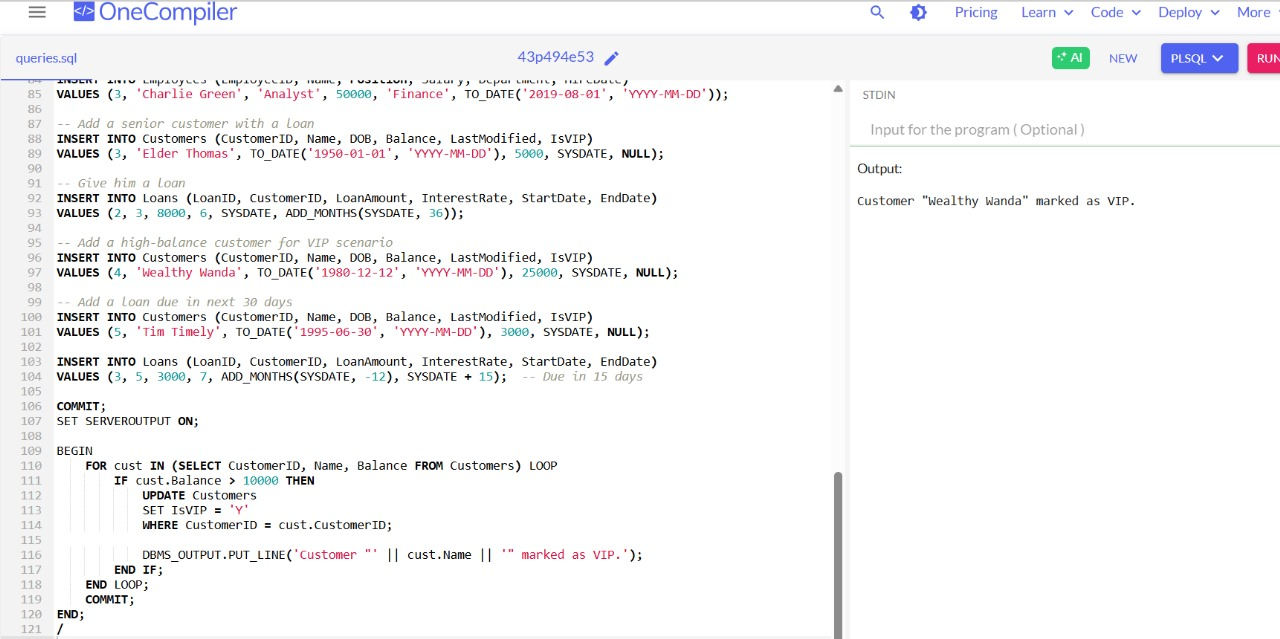 </> OneCompiler
Pricing Learn Code Deploy More
queries.sql
43p494e53
AI NEW PLSQL RUN
84 INSERT INTO Employees (EmployeeID, Name, Position, Salary, Department, HireDate)
85 VALUES (3, 'Charlie Green', 'Analyst', 50000, 'Finance', TO_DATE('2019-08-01', 'YYYY-MM-DD'));
86
87 -- Add a senior customer with a loan
88 INSERT INTO Customers (CustomerID, Name, DOB, Balance, LastModified, IsVIP)
89 VALUES (3, 'Elder Thomas', TO_DATE('1950-01-01', 'YYYY-MM-DD'), 5000, SYSDATE, NULL);
90
91 -- Give him a loan
92 INSERT INTO Loans (LoanID, CustomerID, LoanAmount, InterestRate, StartDate, EndDate)
93 VALUES (2, 3, 8000, 6, SYSDATE, ADD_MONTHS(SYSDATE, 36));
94
95 -- Add a high-balance customer for VIP scenario
96 INSERT INTO Customers (CustomerID, Name, DOB, Balance, LastModified, IsVIP)
97 VALUES (4, 'Wealthy Wanda', TO_DATE('1980-12-12', 'YYYY-MM-DD'), 25000, SYSDATE, NULL);
98
99 -- Add a loan due in next 30 days
100 INSERT INTO Customers (CustomerID, Name, DOB, Balance, LastModified, IsVIP)
101 VALUES (5, 'Tim Timely', TO_DATE('1995-06-30', 'YYYY-MM-DD'), 3000, SYSDATE, NULL);
102
103 INSERT INTO Loans (LoanID, CustomerID, LoanAmount, InterestRate, StartDate, EndDate)
104 VALUES (3, 5, 3000, 7, ADD_MONTHS(SYSDATE, -12), SYSDATE + 15);  -- Due in 15 days
105
106 COMMIT;
107 SET SERVEROUTPUT ON;
108
109 BEGIN
110     FOR cust IN (SELECT CustomerID, Name, Balance FROM Customers) LOOP
111         IF cust.Balance > 10000 THEN
112             UPDATE Customers
113             SET IsVIP = 'Y'
114             WHERE CustomerID = cust.CustomerID;
115
116             DBMS_OUTPUT.PUT_LINE('Customer "' || cust.Name || '" marked as VIP.');
117         END IF;
118     END LOOP;
119     COMMIT;
120 END;
121 /
STDIN
Input for the program ( Optional )
Output:
Customer "Wealthy Wanda" marked as VIP.